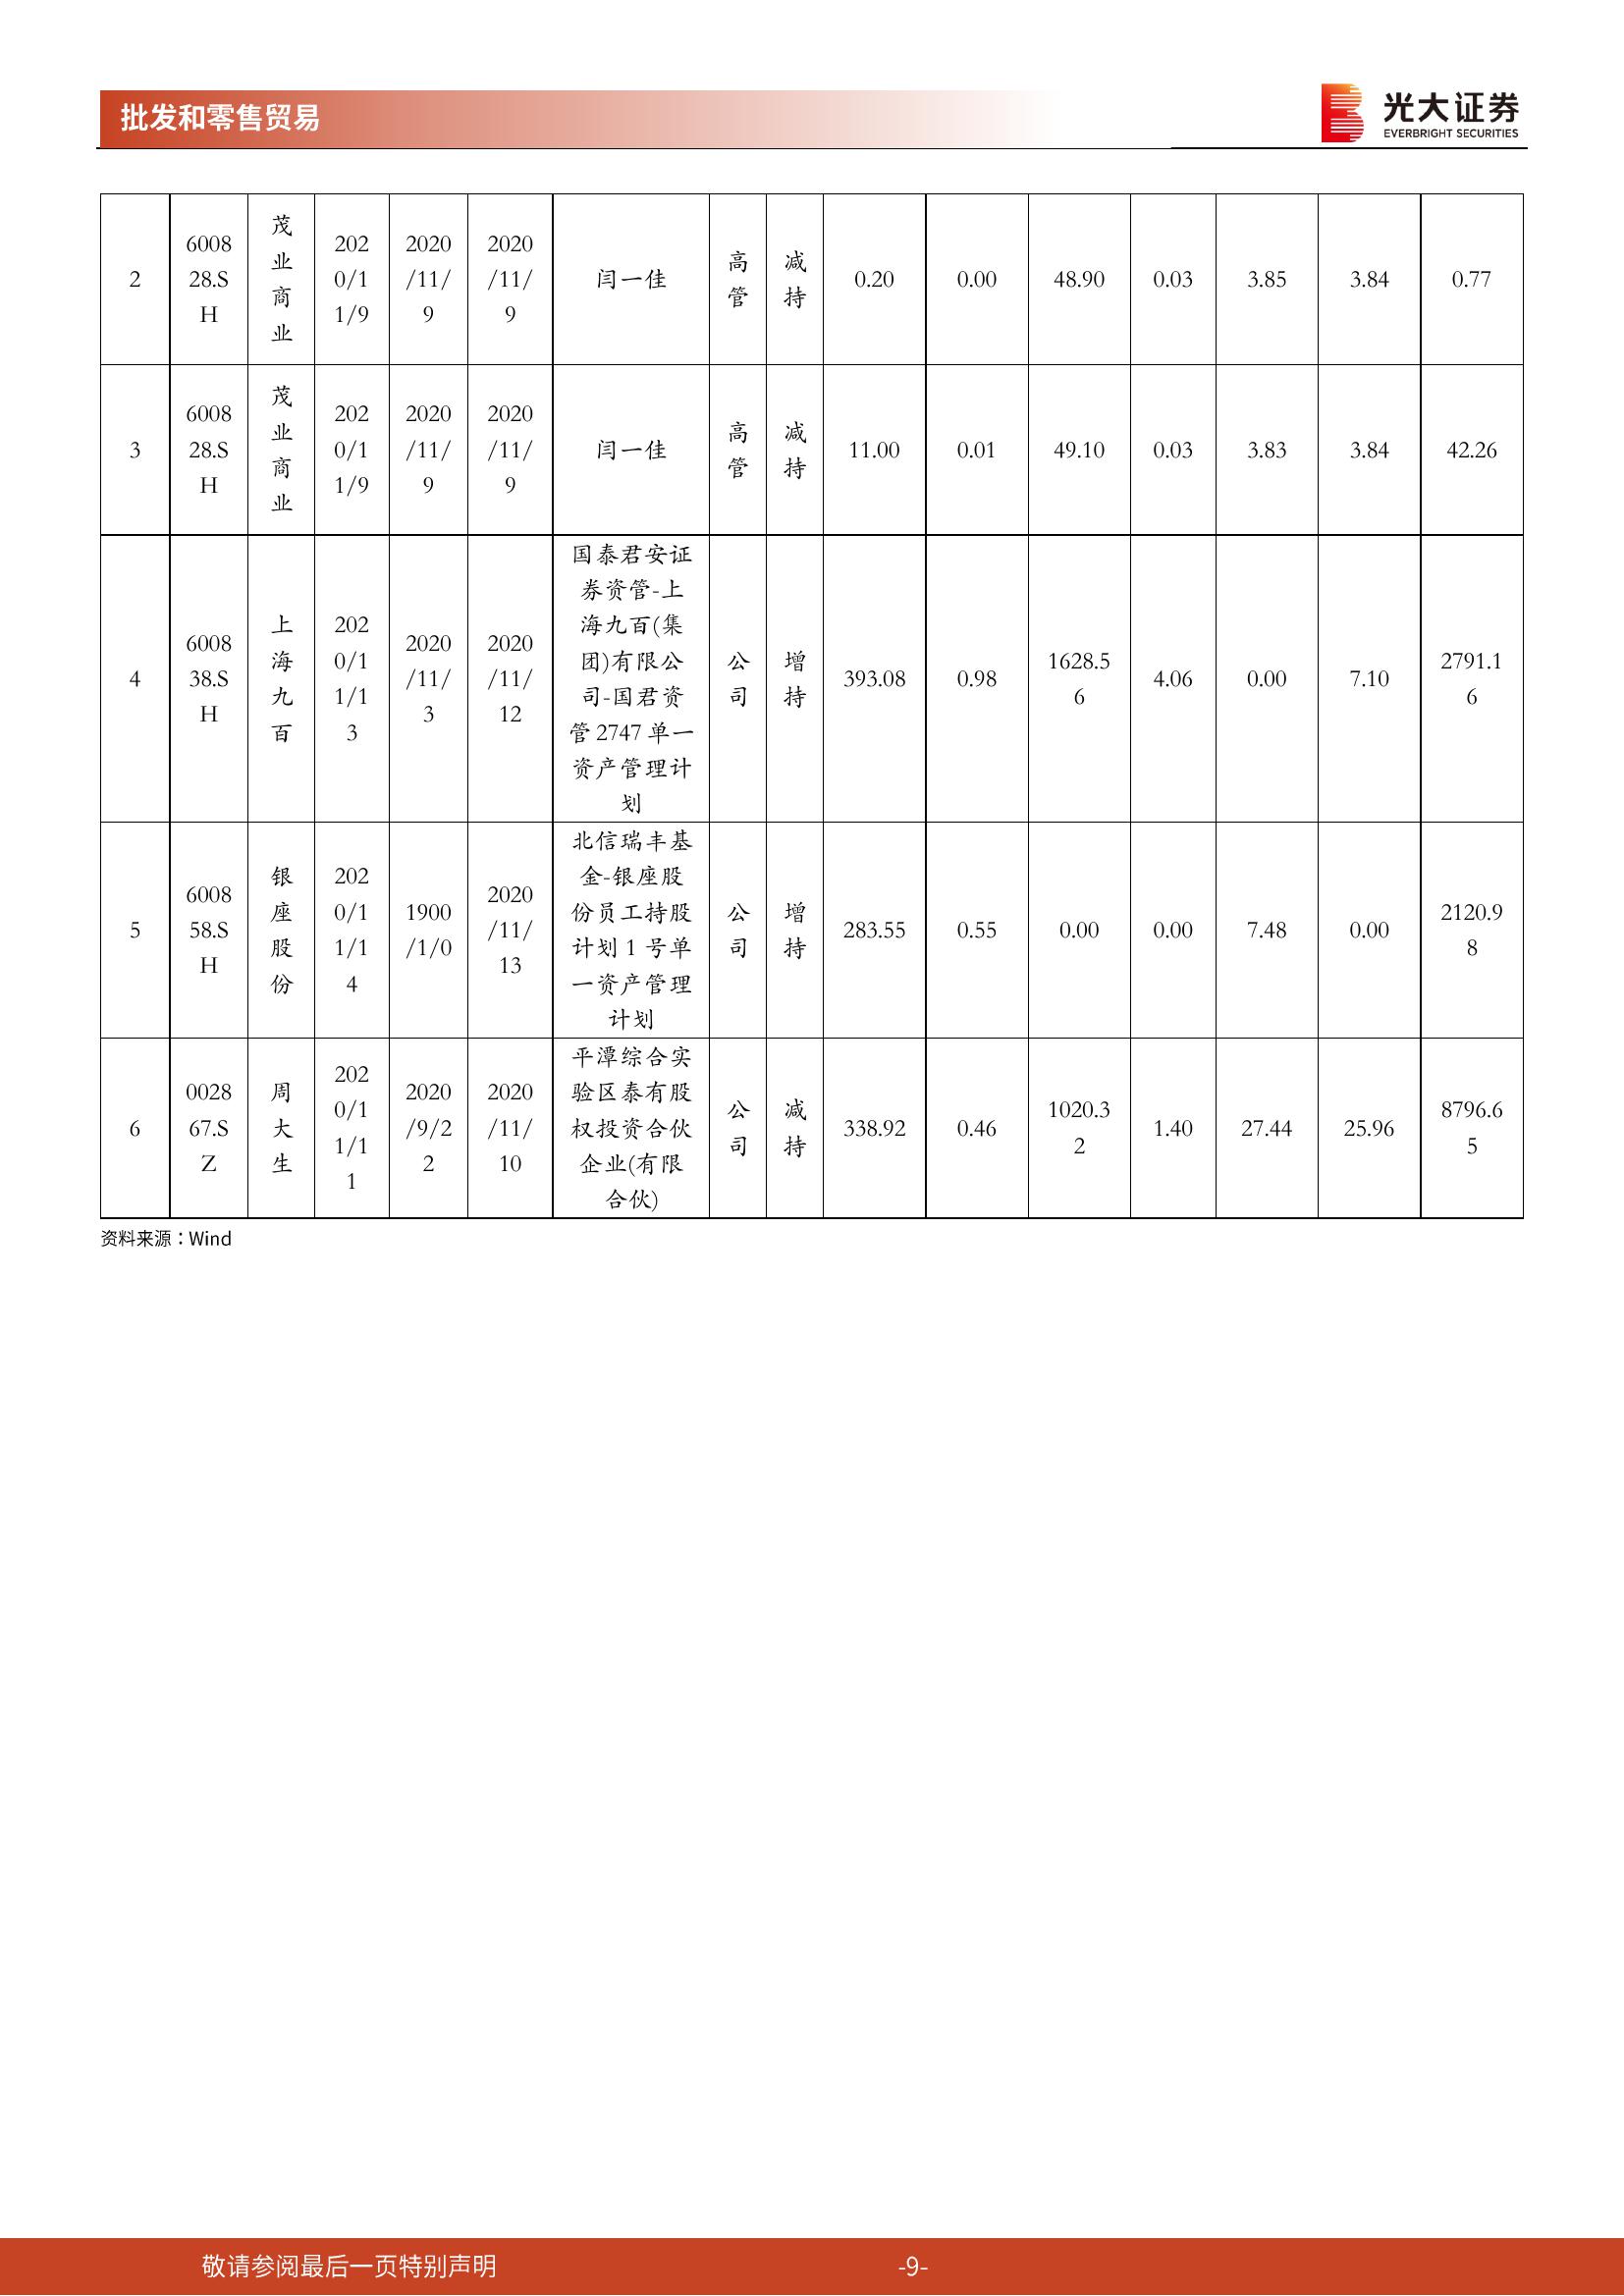 批发和零售贸易
光大证券
EVERBRIGHT SECURITIES
2 600828.SH 茂业商业 2020/11/9 2020/11/9 2020/11/9 闫一佳 高管 减持 0.20 0.00 48.90 0.03 3.85 3.84 0.77
3 600828.SH 茂业商业 2020/11/9 2020/11/9 2020/11/9 闫一佳 高管 减持 11.00 0.01 49.10 0.03 3.83 3.84 42.26
4 600838.SH 上海九百 2020/11/13 2020/11/3 2020/11/12 国泰君安证券资管-上海九百(集团)有限公司-国君资管 2747 单一资产管理计划 公司 增持 393.08 0.98 1628.56 4.06 0.00 7.10 2791.16
5 600858.SH 银座股份 2020/11/14 1900/1/0 2020/11/13 北信瑞丰基金-银座股份员工持股计划 1 号单一资产管理计划 公司 增持 283.55 0.55 0.00 0.00 7.48 0.00 2120.98
6 002867.SZ 周大生 2020/11/11 2020/9/22 2020/11/10 平潭综合实验区泰有股权投资合伙企业(有限合伙) 公司 减持 338.92 0.46 1020.32 1.40 27.44 25.96 8796.65
资料来源：Wind
敬请参阅最后一页特别声明
-9-